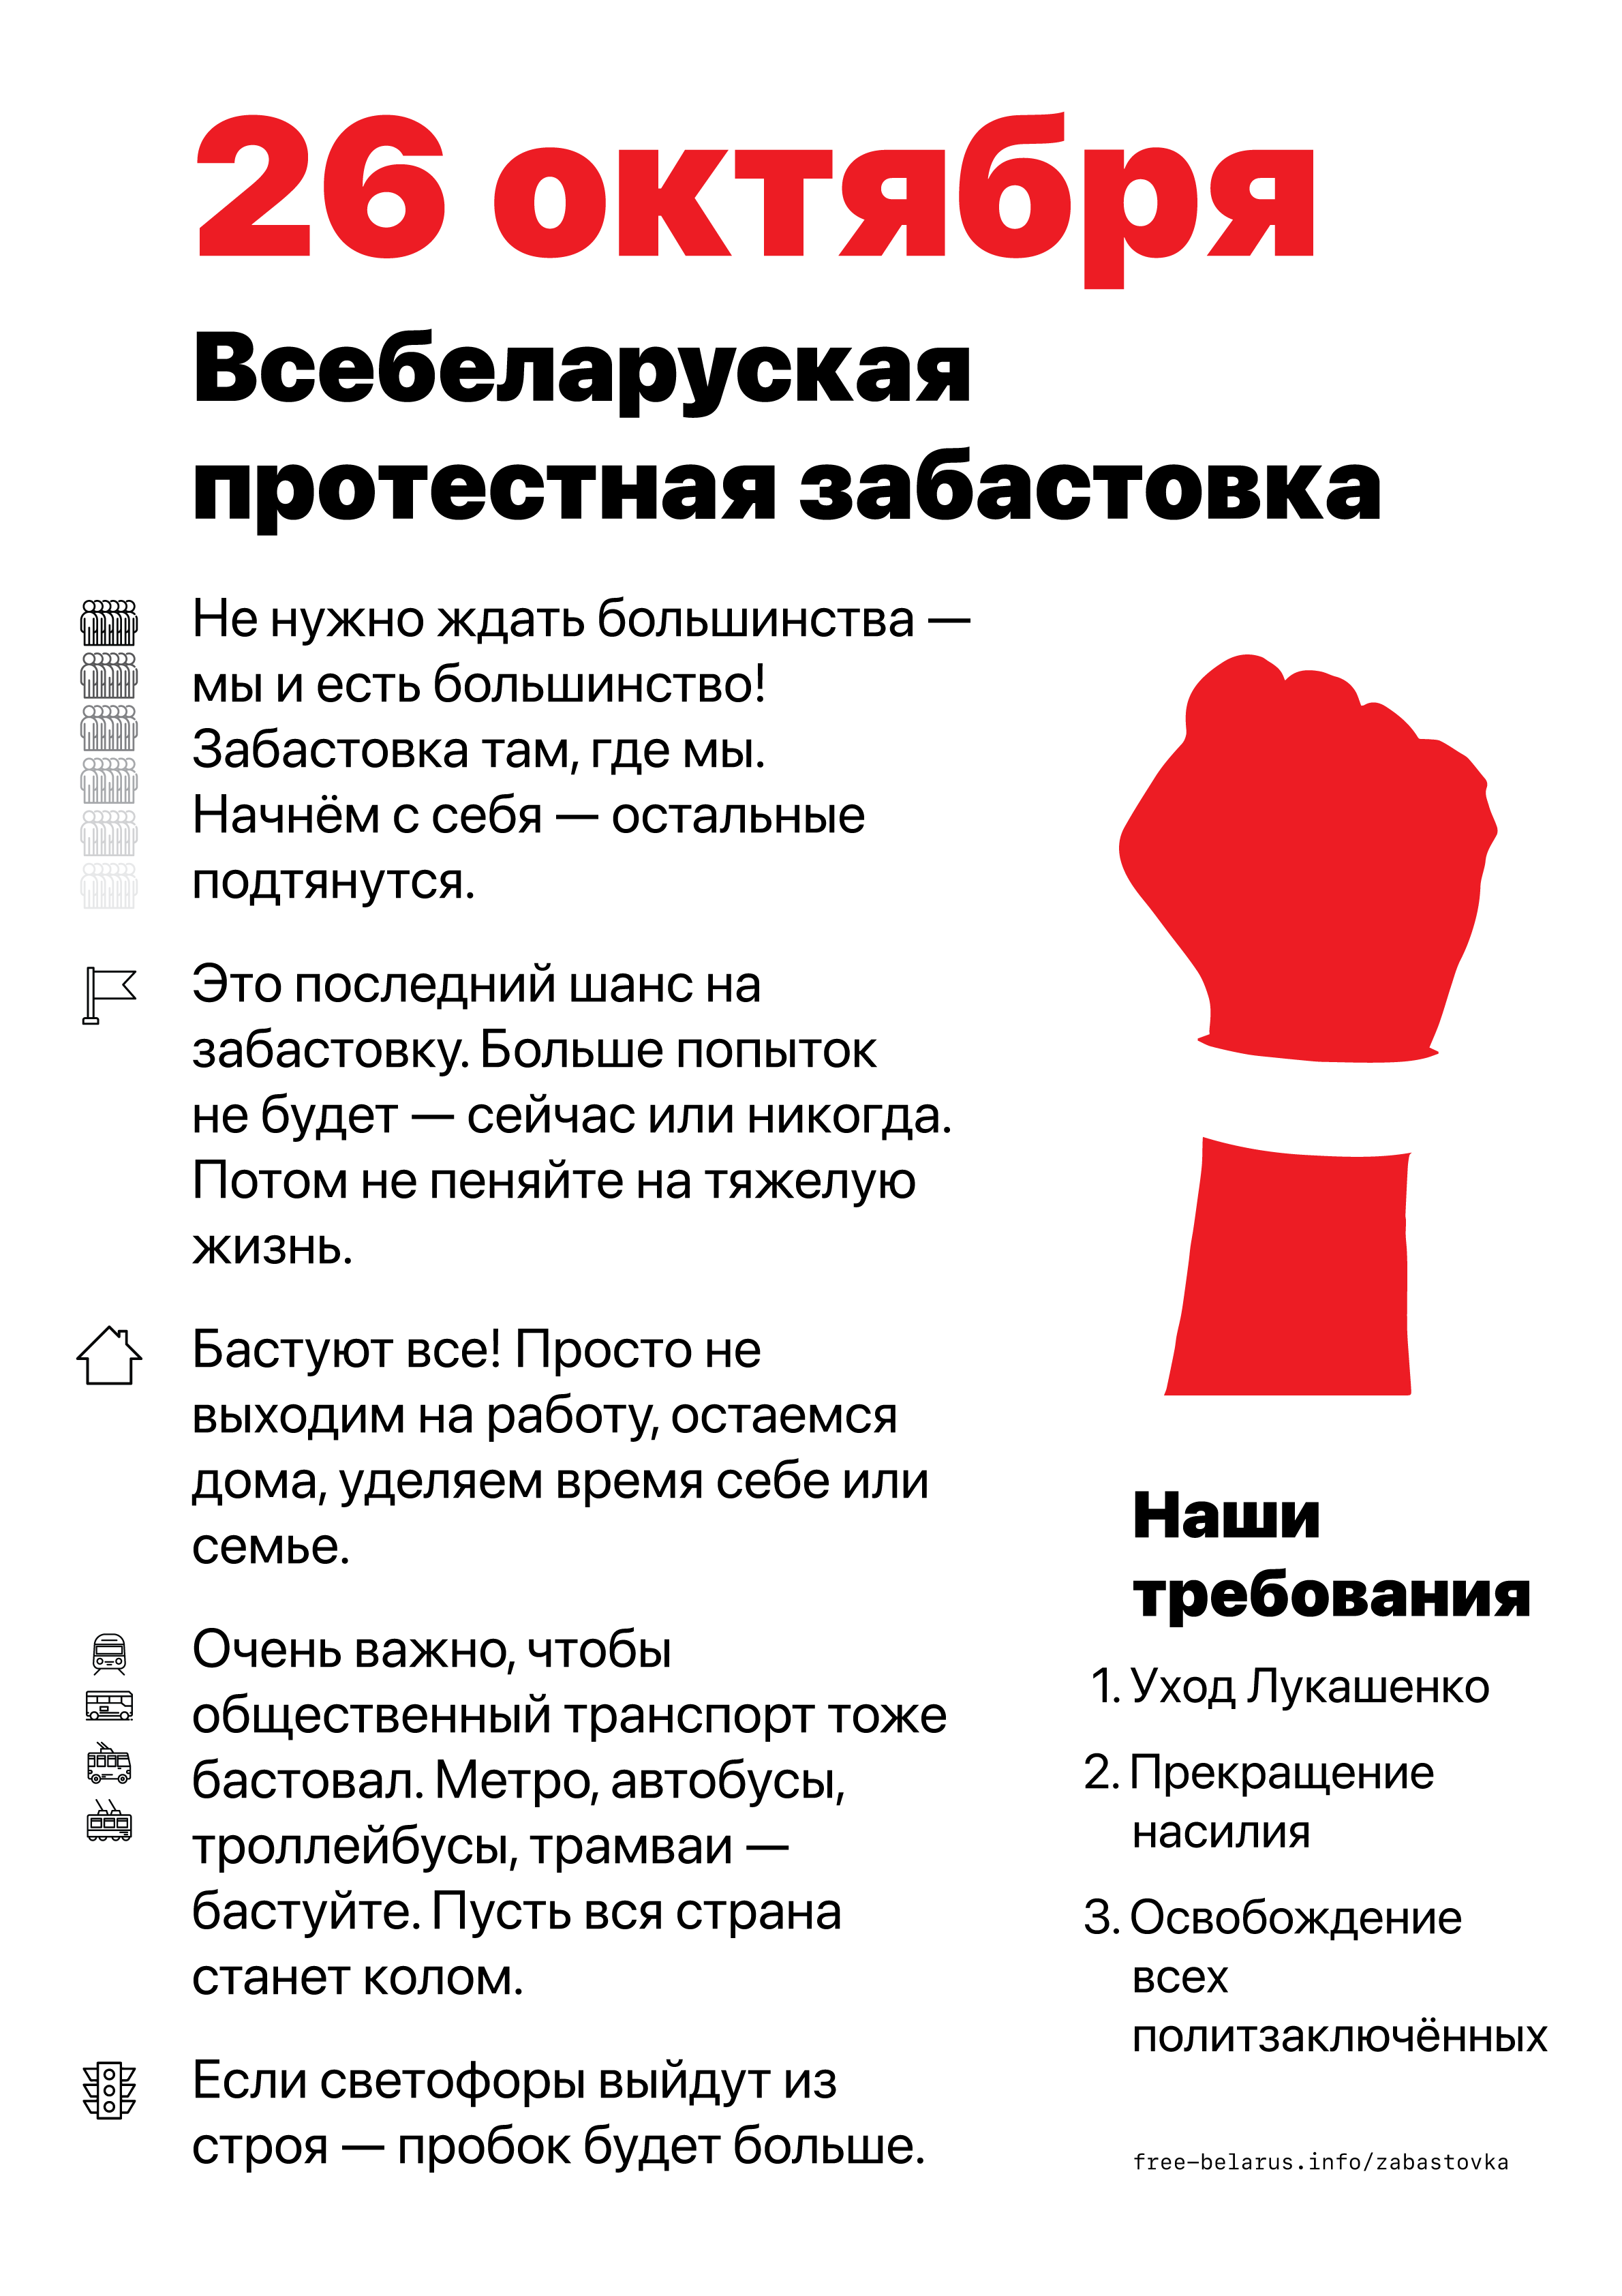 26 октября
Всебеларуская
протестная забастовка
Не нужно ждать большинства —
мы и есть большинство!
Забастовка там, где мы.
Начнём с себя — остальные
подтянутся.
Это последний шанс на
забастовку. Больше попыток
не будет — сейчас или никогда.
Потом не пеняйте на тяжелую
жизнь.
Бастуют все! Просто не
выходим на работу, остаемся
дома, уделяем время себе или
семье.
Очень важно, чтобы
общественный транспорт тоже
бастовал. Метро, автобусы,
троллейбусы, трамваи —
бастуйте. Пусть вся страна
станет колом.
Если светофоры выйдут из
строя — пробок будет больше.
Наши
требования
1. Уход Лукашенко
2. Прекращение
насилия
3. Освобождение
всех
политзаключённых
free-belarus.info/zabastovka